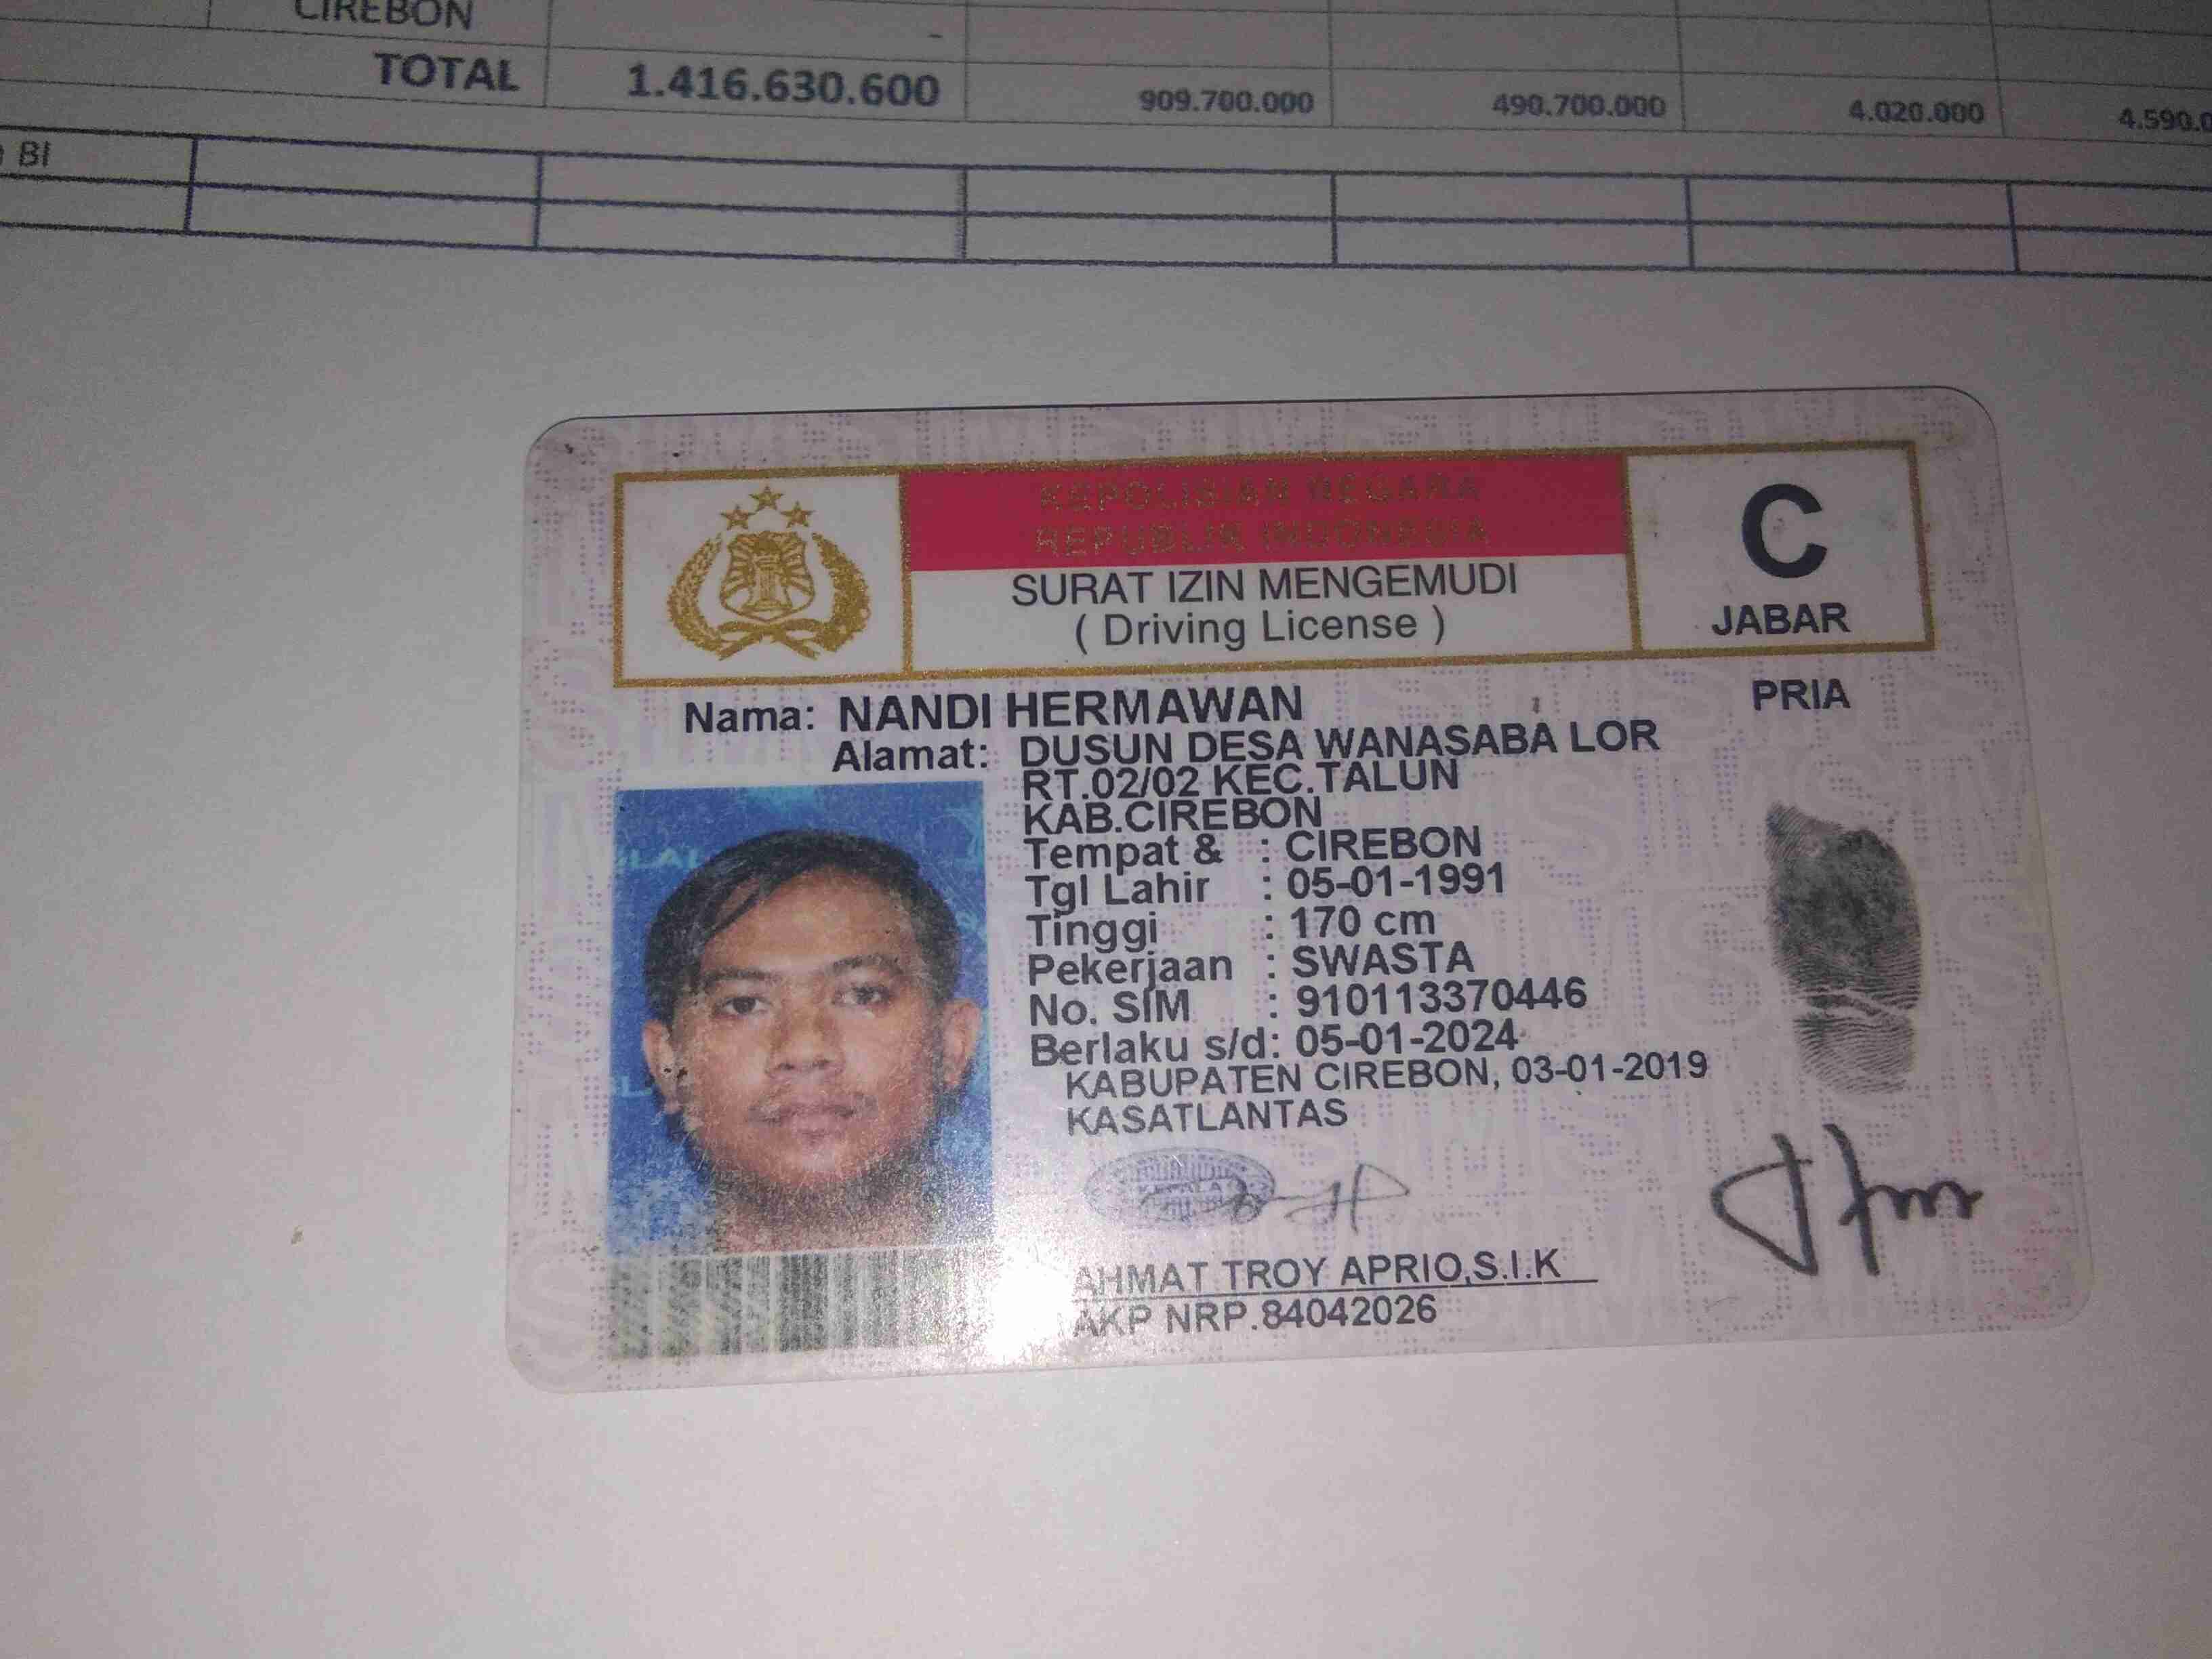 CIREBON
-
TOTAL 1.416.630.600 909.700.000 490.700.000 4.020.000
BI
KEPOLISIAN NEGARA
REPUBLIK INDONESIA
SURAT IZIN MENGEMUDI
( Driving License )
C
JABAR
Nama: NANDI HERMAWAN
PRIA
Alamat: DUSUN DESA WANASABA LOR
RT.02/02 KEC.TALUN
KAB.CIREBON
Tempat & : CIREBON
Tgl Lahir : 05-01-1991
Tinggi : 170 cm
Pekerjaan : SWASTA
No. SIM : 910113370446
Berlaku s/d: 05-01-2024
KABUPATEN CIREBON, 03-01-2019
KASATLANTAS
AHMAT TROY APRIO,S.I.K
AKP NRP.84042026